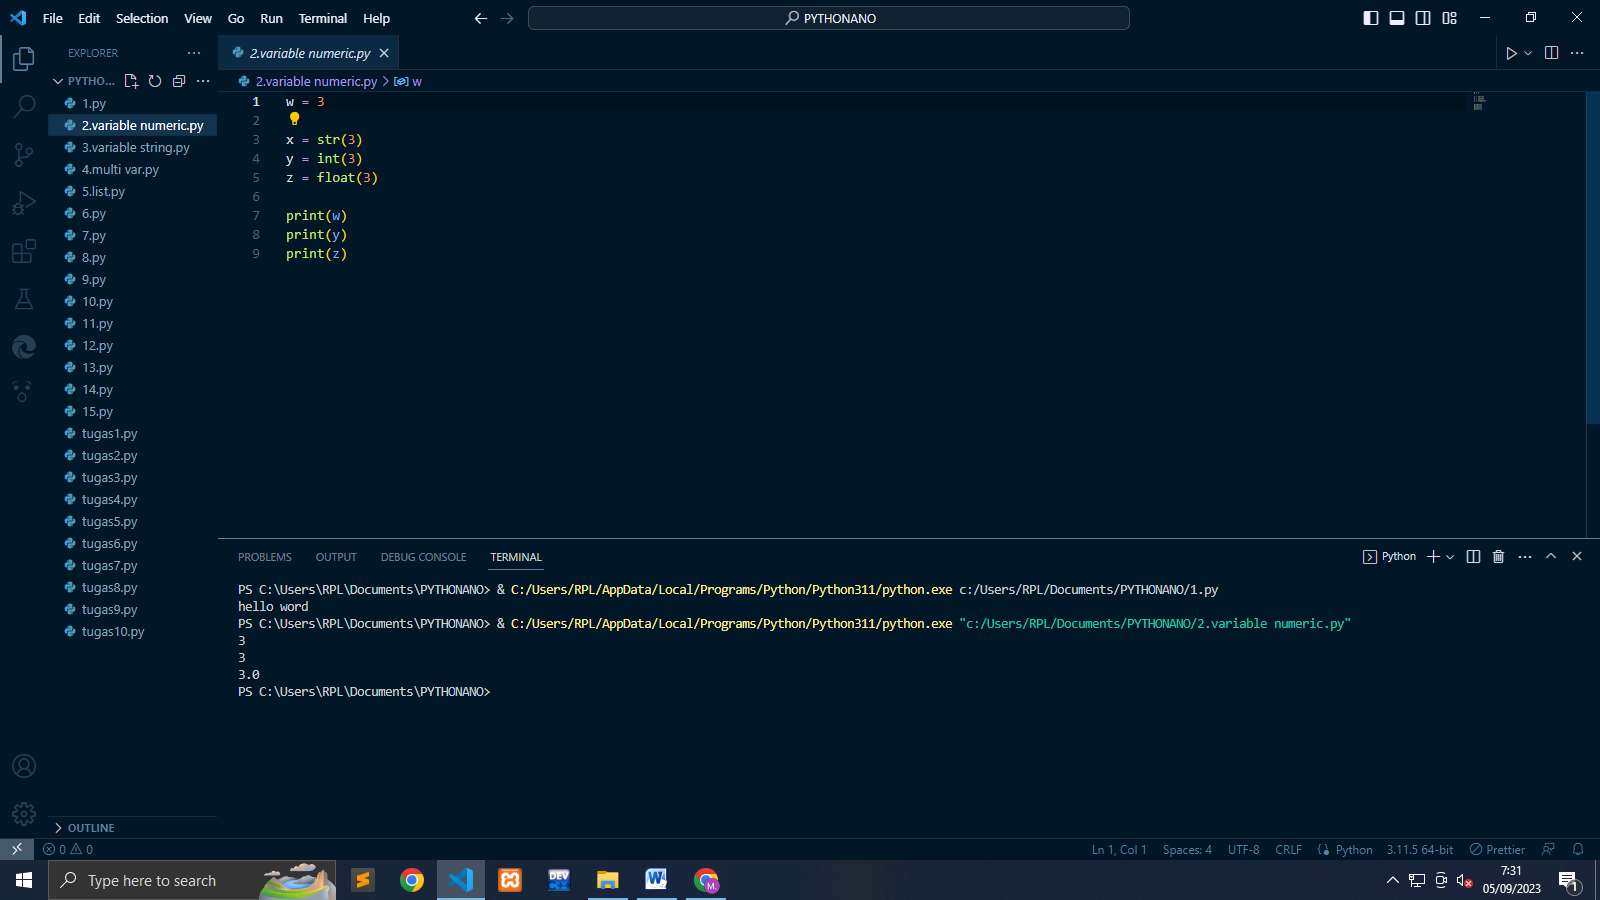 File Edit Selection View Go Run Terminal Help
PYTHONANO
EXPLORER
PYTHO...
1.py
2.variable numeric.py
3.variable string.py
4.multi var.py
5.list.py
6.py
7.py
8.py
9.py
10.py
11.py
12.py
13.py
14.py
15.py
tugas1.py
tugas2.py
tugas3.py
tugas4.py
tugas5.py
tugas6.py
tugas7.py
tugas8.py
tugas9.py
tugas10.py
OUTLINE
2.variable numeric.py
2.variable numeric.py > w
1 w = 3
2
3 x = str(3)
4 y = int(3)
5 z = float(3)
6
7 print(w)
8 print(y)
9 print(z)
PROBLEMS OUTPUT DEBUG CONSOLE TERMINAL
Python
PS C:\Users\RPL\Documents\PYTHONANO> & C:/Users/RPL/AppData/Local/Programs/Python/Python311/python.exe c:/Users/RPL/Documents/PYTHONANO/1.py
hello word
PS C:\Users\RPL\Documents\PYTHONANO> & C:/Users/RPL/AppData/Local/Programs/Python/Python311/python.exe "c:/Users/RPL/Documents/PYTHONANO/2.variable numeric.py"
3
3
3.0
PS C:\Users\RPL\Documents\PYTHONANO>
0 0
Ln 1, Col 1 Spaces: 4 UTF-8 CRLF Python 3.11.5 64-bit Prettier
Type here to search
DEV
M.
7:31
05/09/2023
1